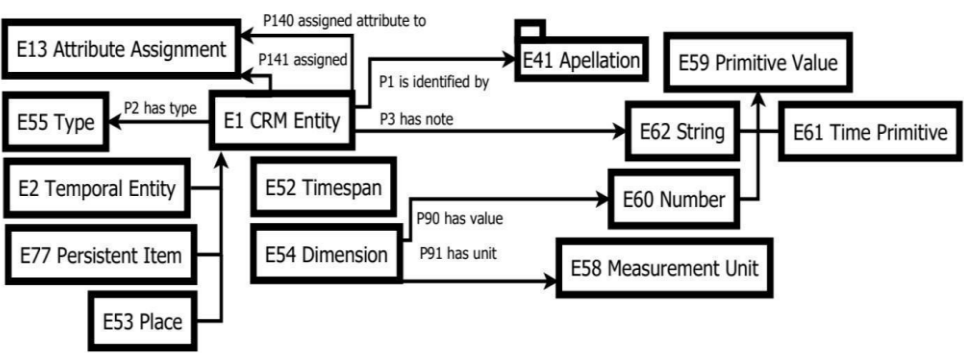 P140 assigned attribute to
E13 Attribute Assignment
P141 assigned
E41 Apellation
E59 Primitive Value
P1 is identified by
P2 has type
E55 Type
E1 CRM Entity
P3 has note
E62 String
E61 Time Primitive
E2 Temporal Entity
E52 Timespan
E60 Number
P90 has value
E77 Persistent Item
E54 Dimension
P91 has unit
E58 Measurement Unit
E53 Place